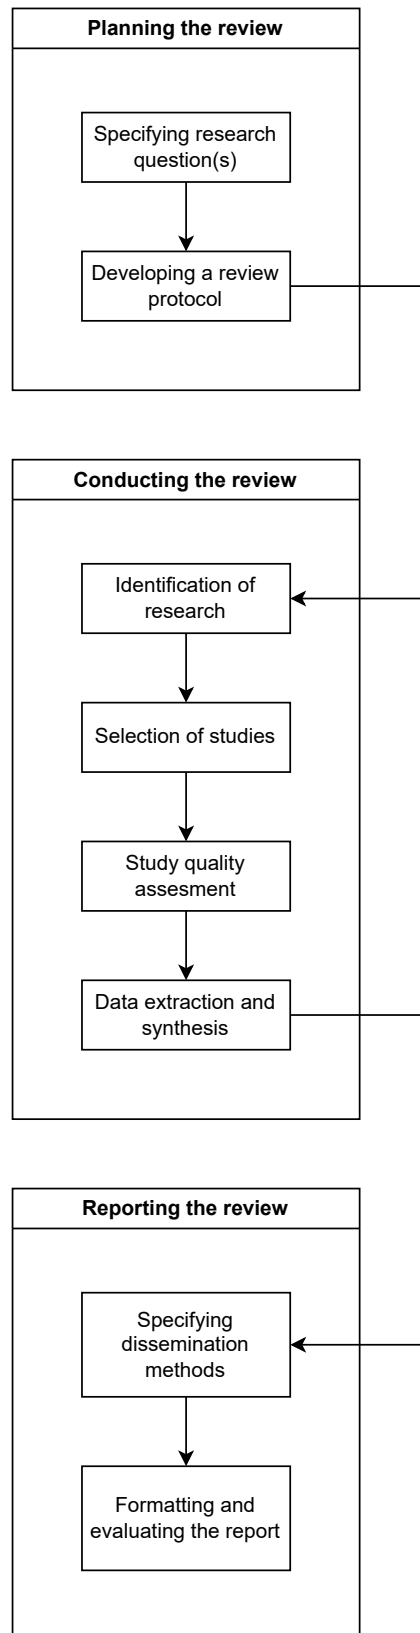 Planning the review
Specifying research
question(s)
Developing a review
protocol
Conducting the review
Identification of
research
Selection of studies
Study quality
assesment
Data extraction and
synthesis
Reporting the review
Specifying
dissemination
methods
Formatting and
evaluating the report